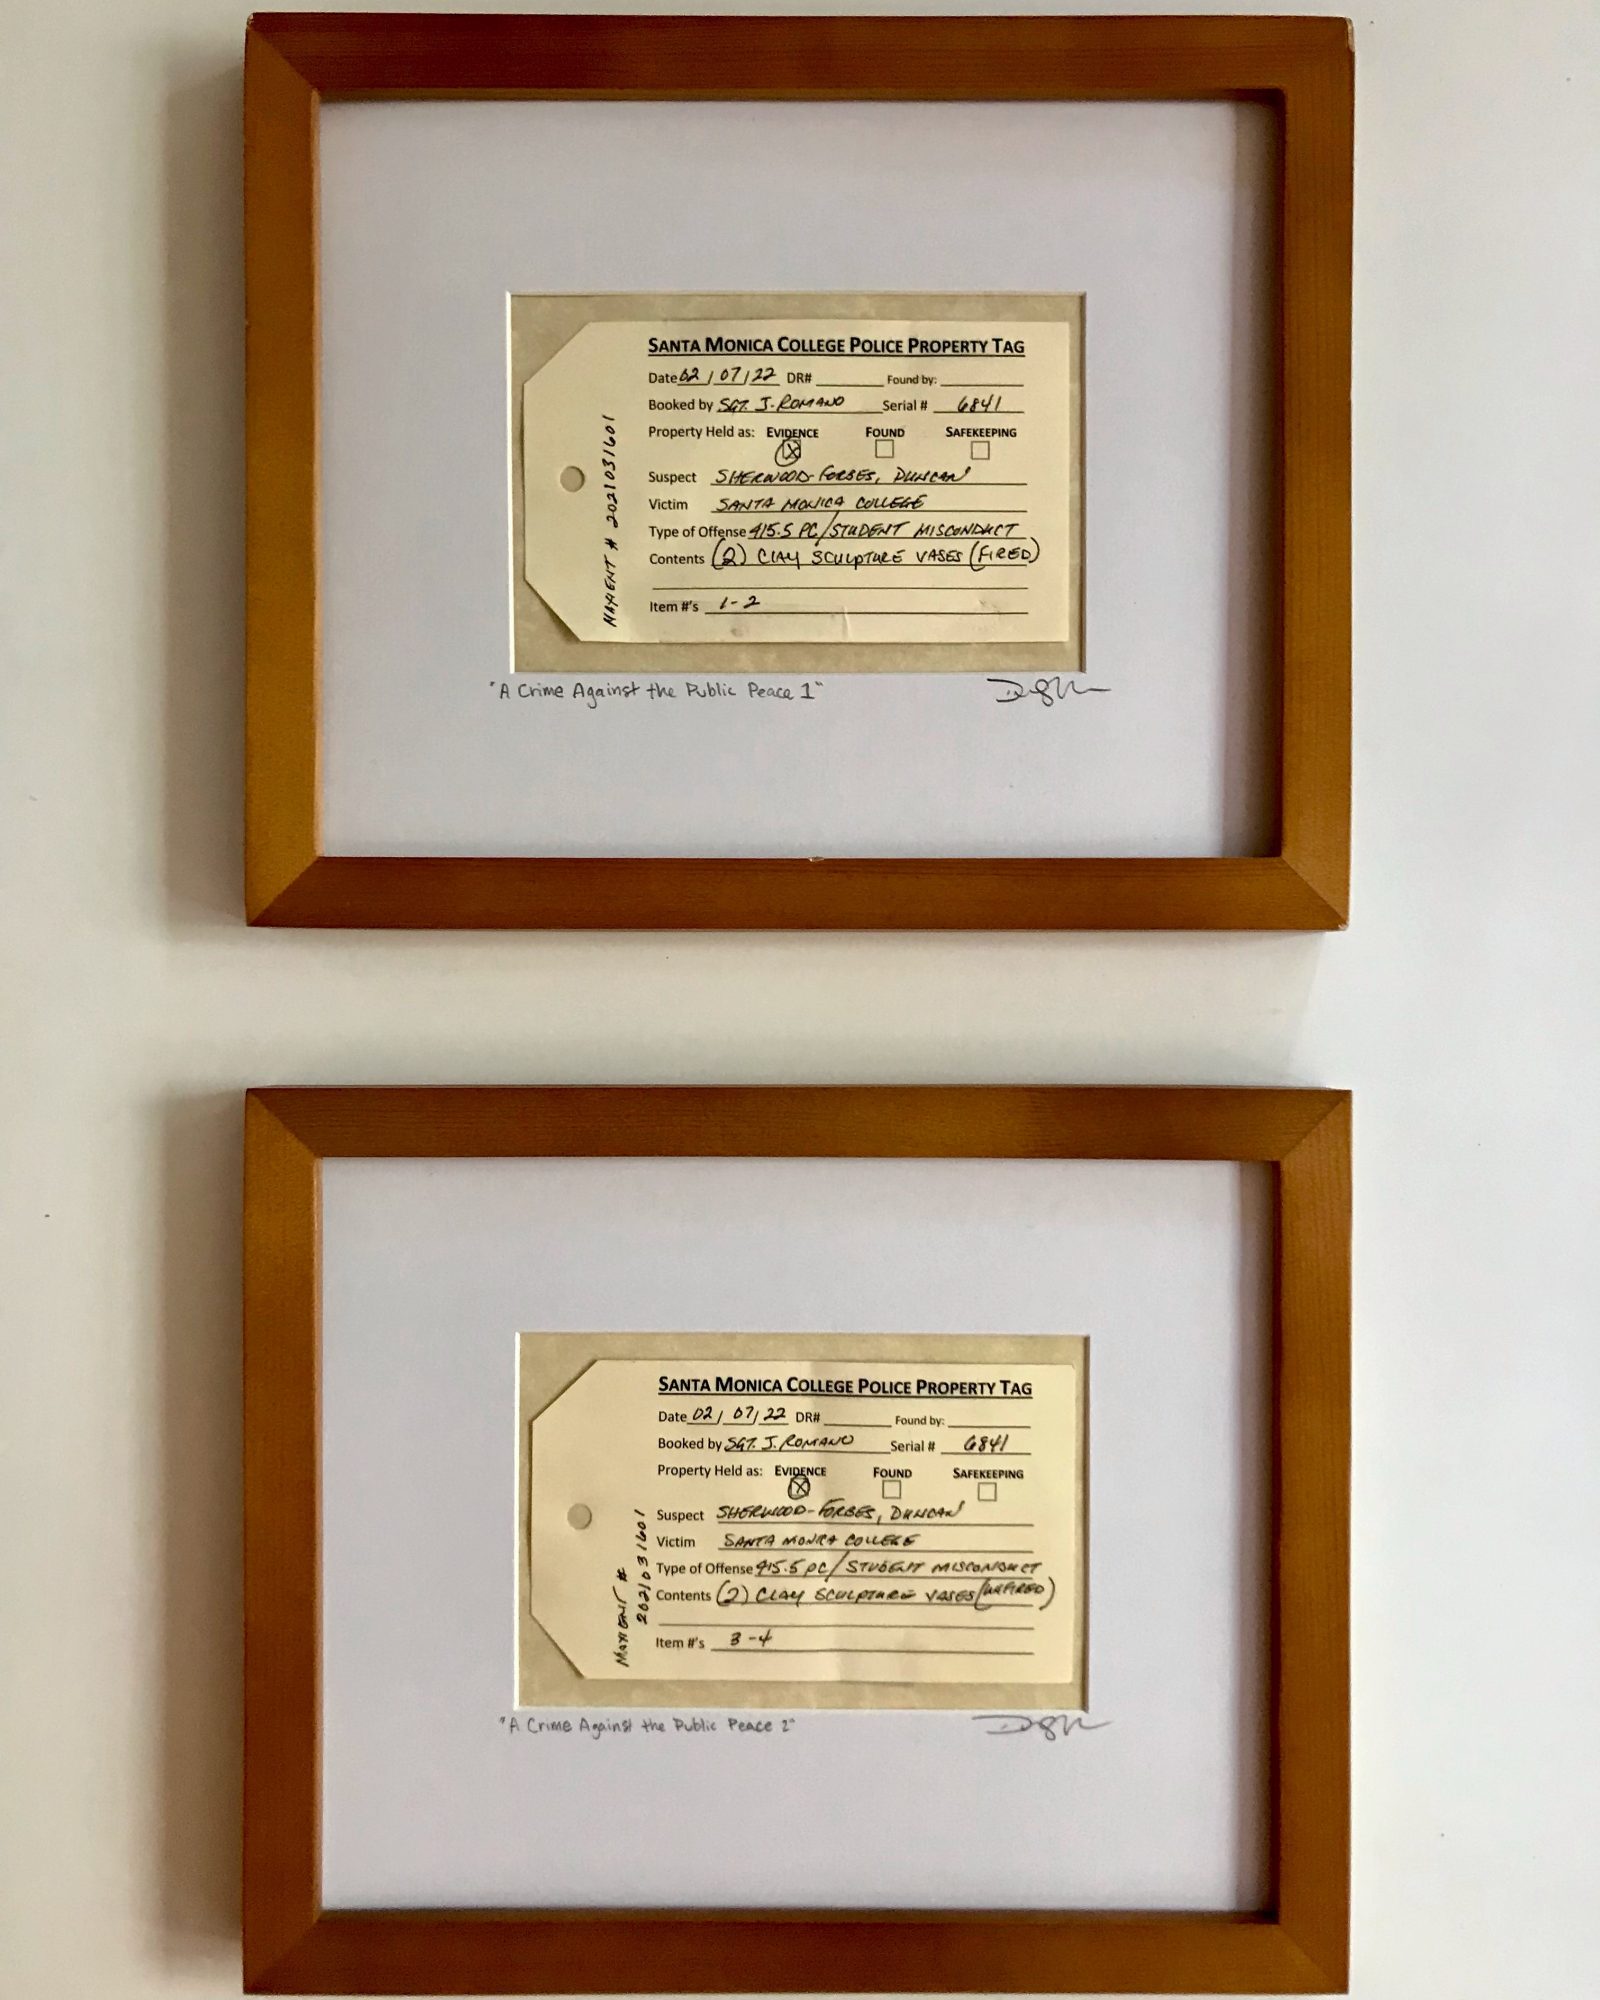 SANTA MONICA COLLEGE POLICE PROPERTY TAG
Date 02 / 07 / 22 DR# ________ Found by: ________
Booked by SGT. J. ROMANO Serial # 6841
Property Held as: EVIDENCE FOUND SAFEKEEPING
Suspect SHERWOOD-FORBES, DUNCAN
Victim SANTA MONICA COLLEGE
Type of Offense 415.5 PC/STUDENT MISCONDUCT
Contents (2) CLAY SCULPTURE VASES (FIRED)
Item #'s 1-2
MAXIENT # 2021031601
"A Crime Against the Public Peace 1"
SANTA MONICA COLLEGE POLICE PROPERTY TAG
Date 02 / 07 / 22 DR# ________ Found by: ________
Booked by SGT. J. ROMANO Serial # 6841
Property Held as: EVIDENCE FOUND SAFEKEEPING
Suspect SHERWOOD-FORBES, DUNCAN
Victim SANTA MONICA COLLEGE
Type of Offense 415.5 PC/STUDENT MISCONDUCT
Contents (2) CLAY SCULPTURE VASES (UNFIRED)
Item #'s 3-4
MAXIENT #
2021031601
"A Crime Against the Public Peace 2"